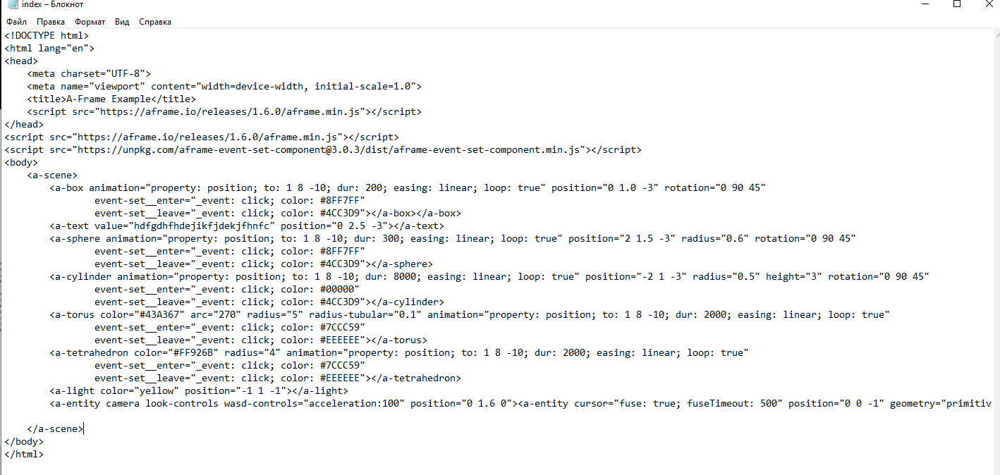 index – Блокнот
Файл Правка Формат Вид Справка
<!DOCTYPE html>
<html lang="en">
<head>
    <meta charset="UTF-8">
    <meta name="viewport" content="width=device-width, initial-scale=1.0">
    <title>A-Frame Example</title>
    <script src="https://aframe.io/releases/1.6.0/aframe.min.js"></script>
</head>
<script src="https://aframe.io/releases/1.6.0/aframe.min.js"></script>
<script src="https://unpkg.com/aframe-event-set-component@3.0.3/dist/aframe-event-set-component.min.js"></script>
<body>
    <a-scene>
        <a-box animation="property: position; to: 1 8 -10; dur: 200; easing: linear; loop: true" position="0 1.0 -3" rotation="0 90 45"
                event-set__enter="_event: click; color: #8FF7FF"
                event-set__leave="_event: click; color: #4CC3D9"></a-box></a-box>
        <a-text value="hdfgdhfhdejikfjdekjfhnfc" position="0 2.5 -3"></a-text>
        <a-sphere animation="property: position; to: 1 8 -10; dur: 300; easing: linear; loop: true" position="2 1.5 -3" radius="0.6" rotation="0 90 45"
                event-set__enter="_event: click; color: #8FF7FF"
                event-set__leave="_event: click; color: #4CC3D9"></a-sphere>
        <a-cylinder animation="property: position; to: 1 8 -10; dur: 8000; easing: linear; loop: true" position="-2 1 -3" radius="0.5" height="3" rotation="0 90 45"
                event-set__enter="_event: click; color: #00000"
                event-set__leave="_event: click; color: #4CC3D9"></a-cylinder>
        <a-torus color="#43A367" arc="270" radius="5" radius-tubular="0.1" animation="property: position; to: 1 8 -10; dur: 2000; easing: linear; loop: true"
                event-set__enter="_event: click; color: #7CCC59"
                event-set__leave="_event: click; color: #EEEEEE"></a-torus>
        <a-tetrahedron color="#FF926B" radius="4" animation="property: position; to: 1 8 -10; dur: 2000; easing: linear; loop: true"
                event-set__enter="_event: click; color: #7CCC59"
                event-set__leave="_event: click; color: #EEEEEE"></a-tetrahedron>
        <a-light color="yellow" position="-1 1 -1"></a-light>
        <a-entity camera look-controls wasd-controls="acceleration:100" position="0 1.6 0"><a-entity cursor="fuse: true; fuseTimeout: 500" position="0 0 -1" geometry="primitiv
    </a-scene>
</body>
</html>